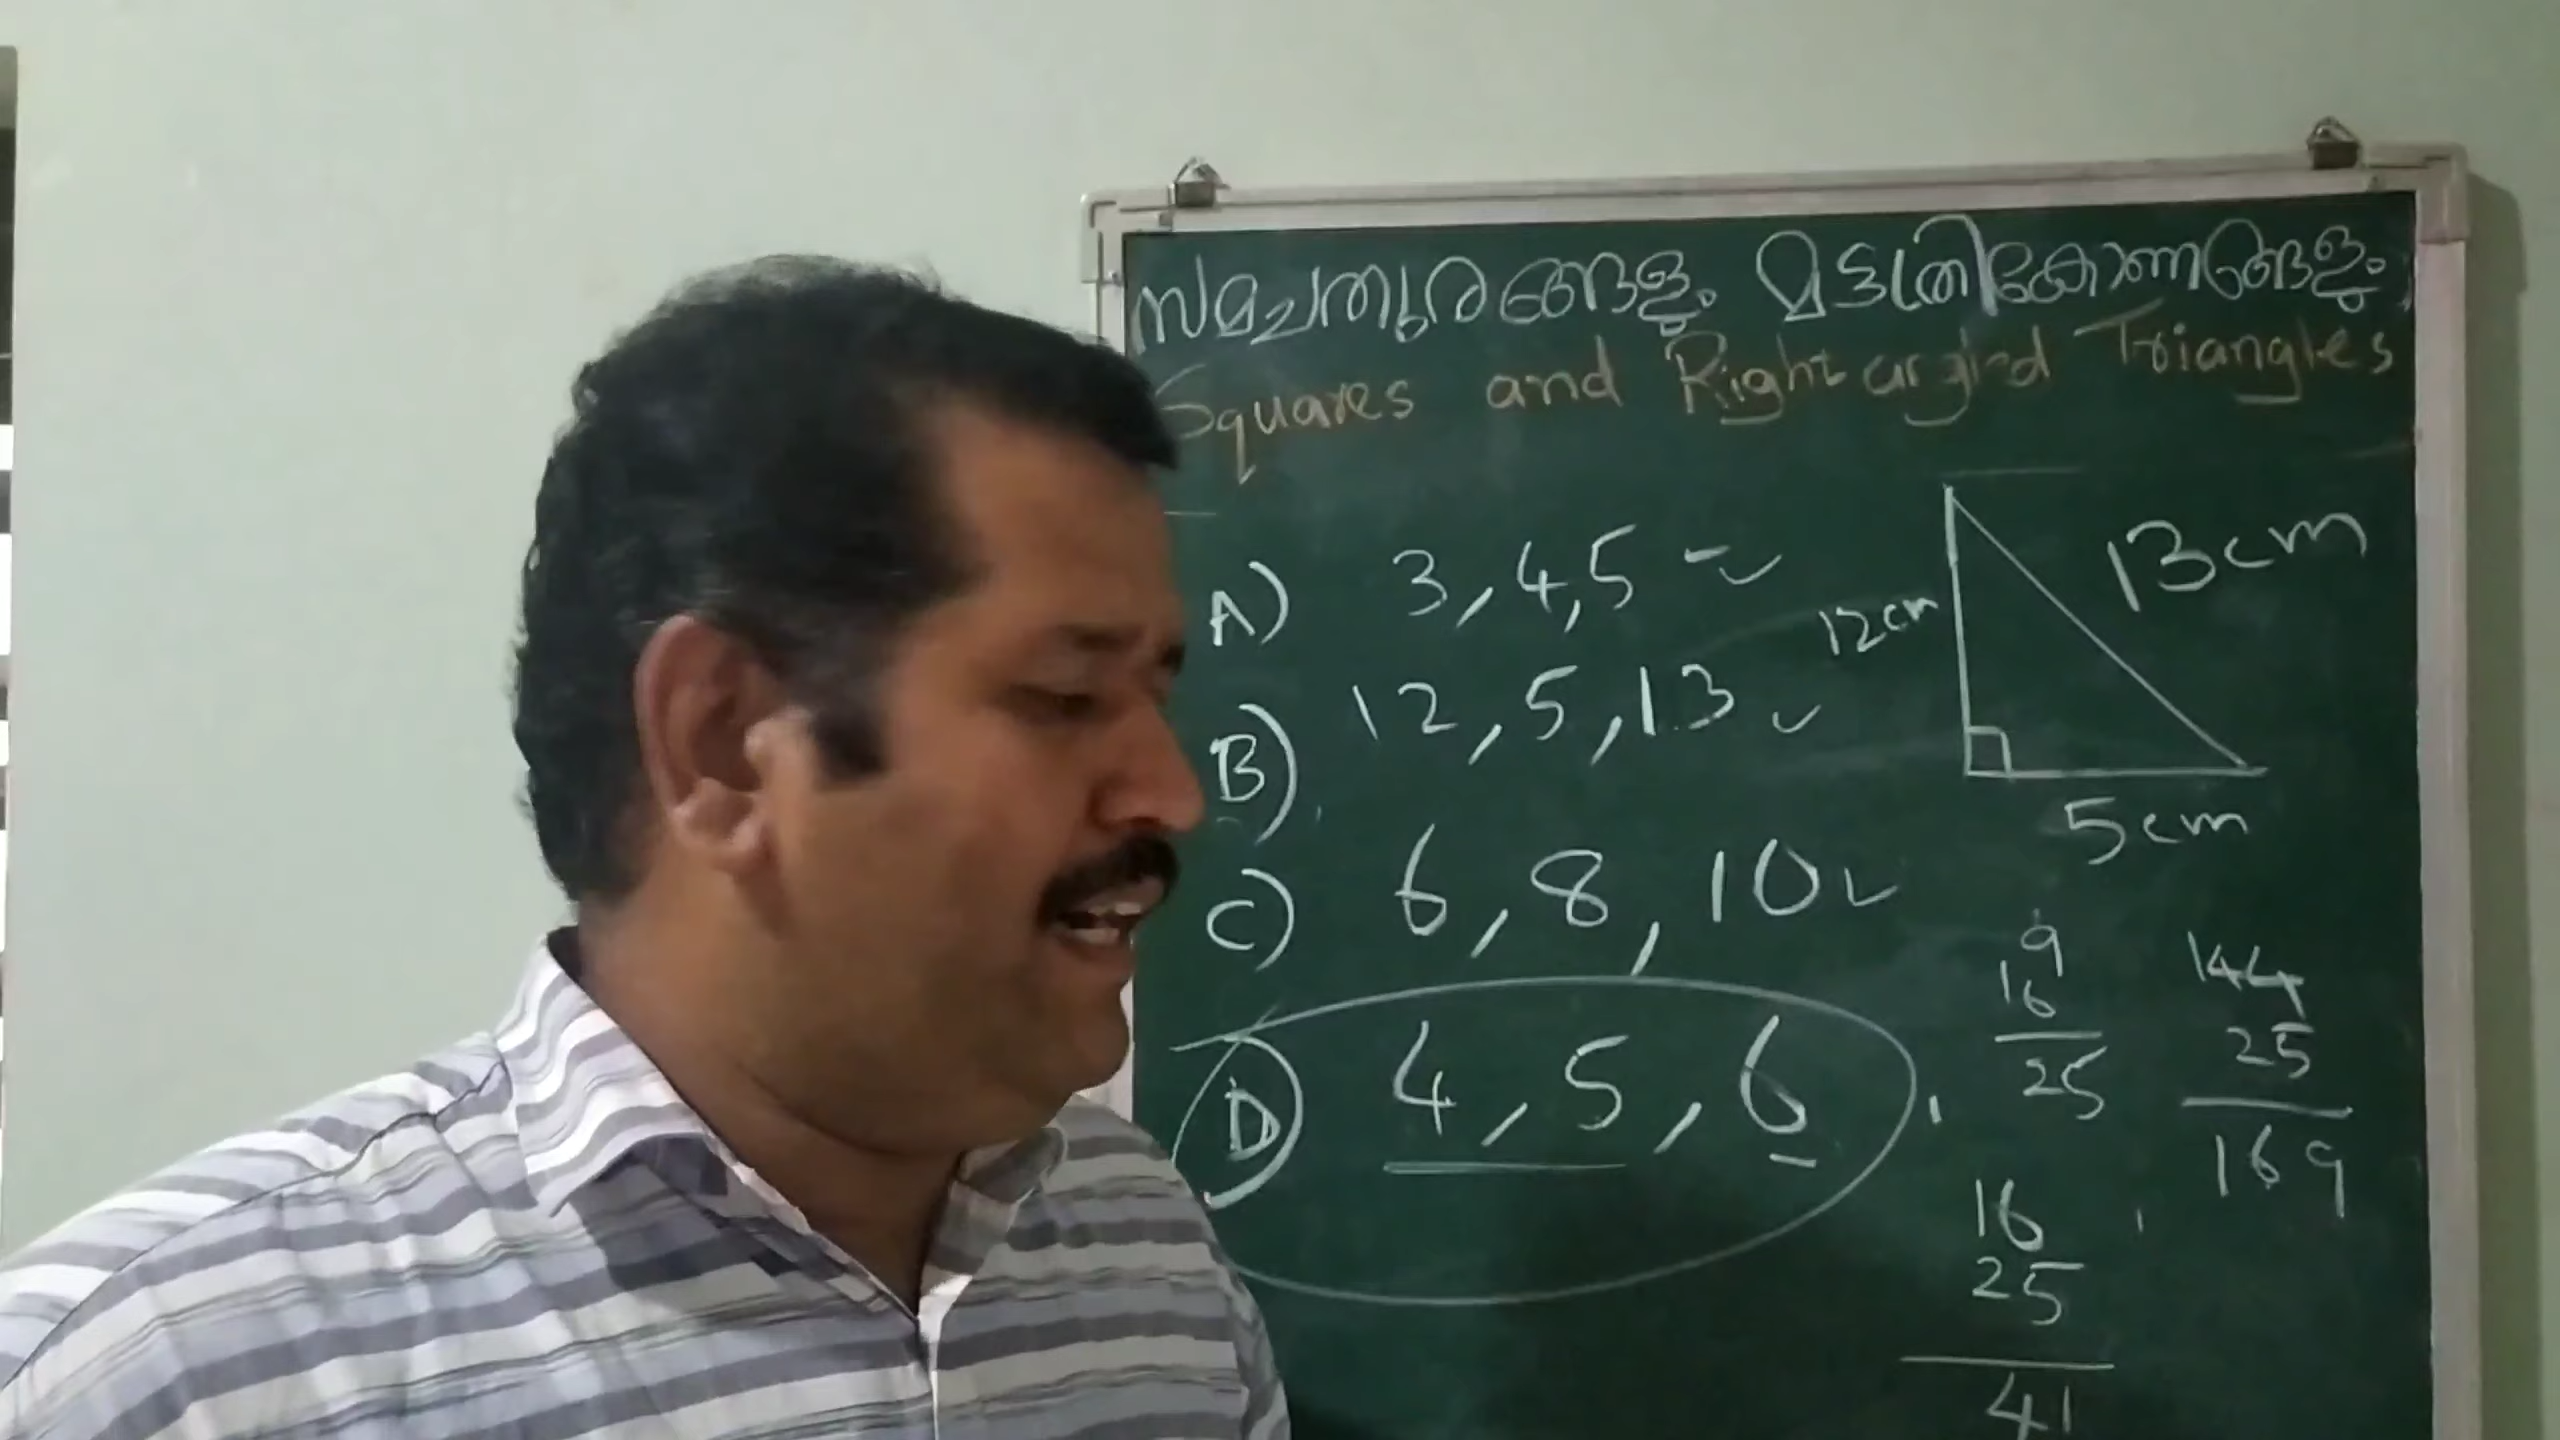 സമചതുരങ്ങളും മട്ടത്രികോണങ്ങളും
Squares and Right angled Triangles
A) 3, 4, 5
B) 12, 5, 13
C) 6, 8, 10
D) 4, 5, 6
12cm
13cm
5cm
9
16
25
144
25
169
16
25
41